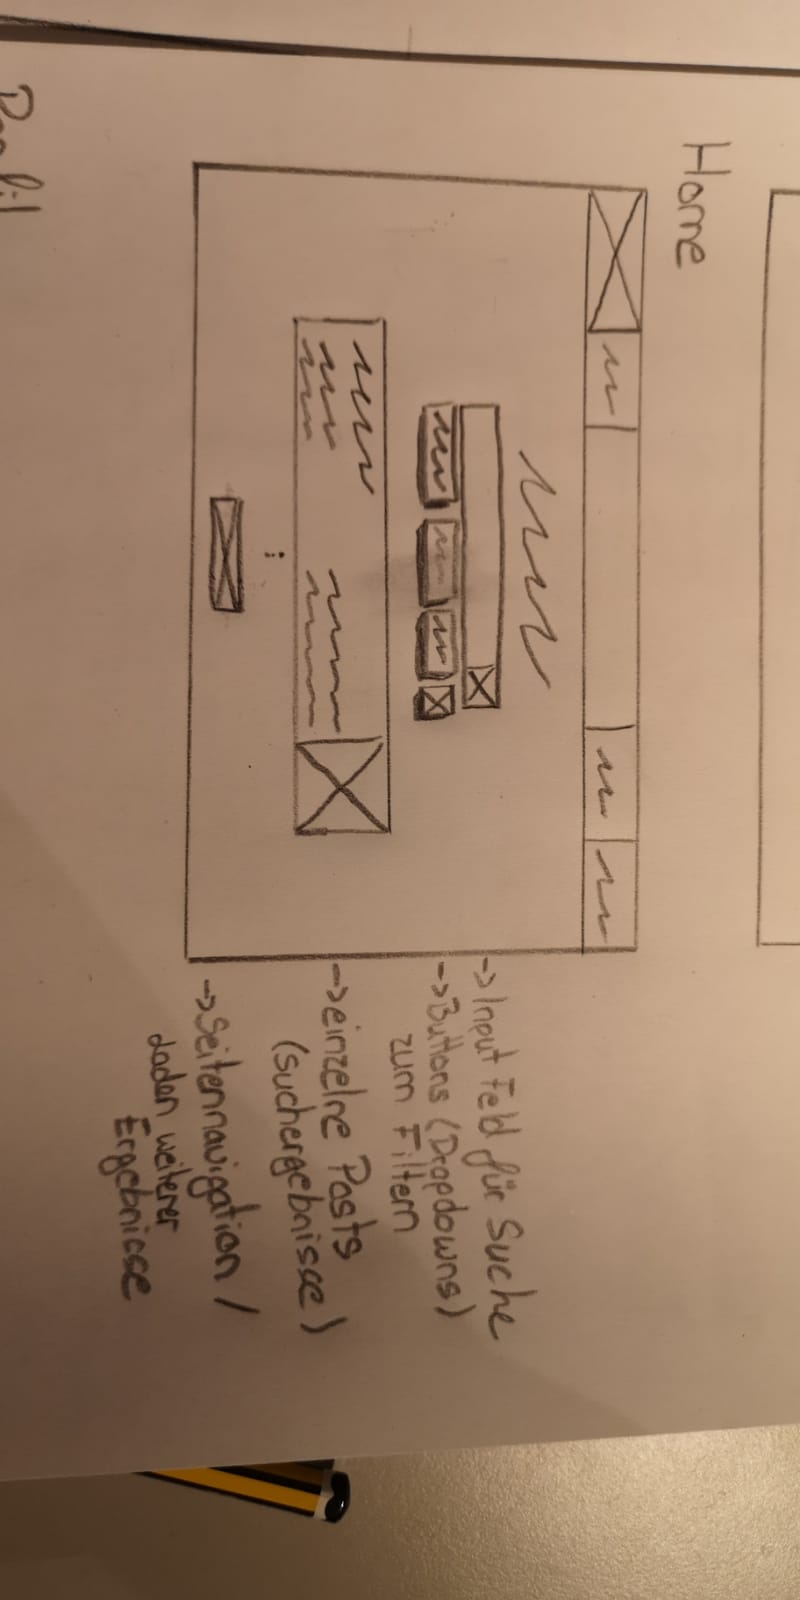 Home
-> Input Feld für Suche
-> Buttons (Dropdowns)
zum Filtern
-> einzelne Posts
(Suchergebnisse)
-> Seitennavigation /
Laden weiterer
Ergebnisse
Profil